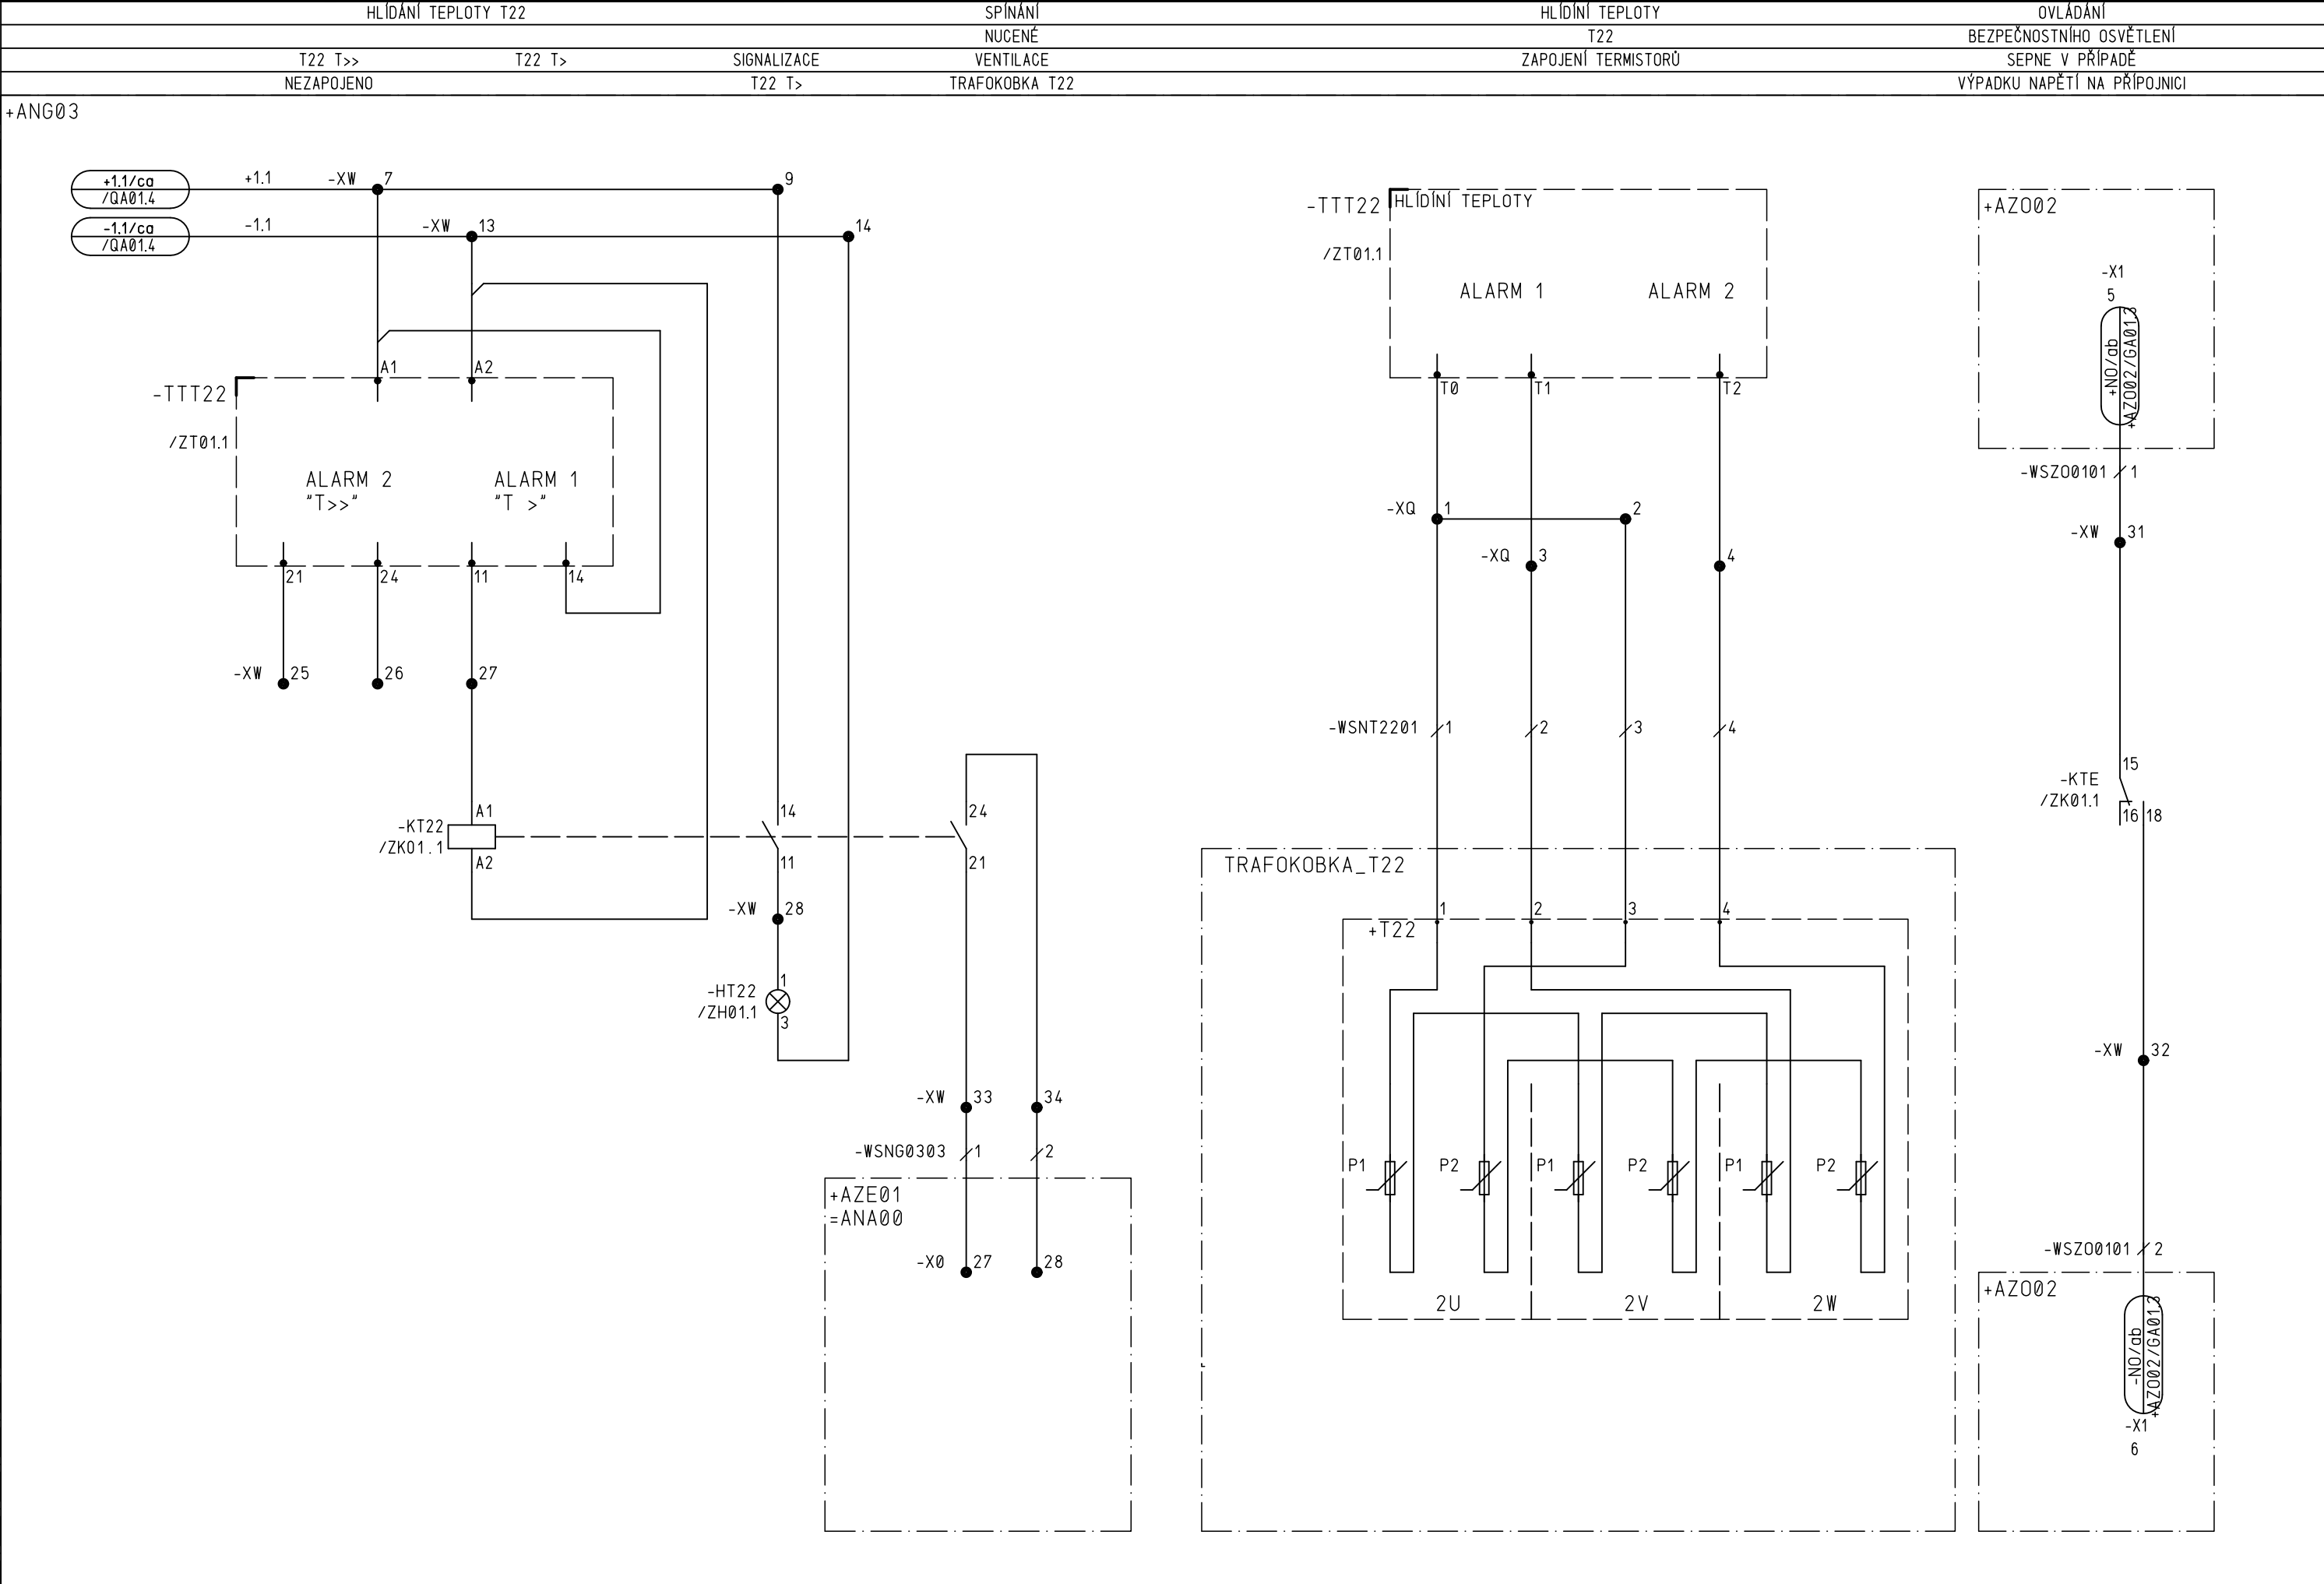 HLÍDÁNÍ TEPLOTY T22 SPÍNÁNÍ HLÍDÍNÍ TEPLOTY OVLÁDÁNÍ
NUCENÉ T22 BEZPEČNOSTNÍHO OSVĚTLENÍ
T22 T>> T22 T> SIGNALIZACE VENTILACE ZAPOJENÍ TERMISTORŮ SEPNE V PŘÍPADĚ
NEZAPOJENO T22 T> TRAFOKOBKA T22 VÝPADKU NAPĚTÍ NA PŘÍPOJNICI
+ANG03
+1.1/ca
/QA01.4
+1.1
-XW 7
9
-1.1/ca
/QA01.4
-1.1
-XW 13
14
A1 A2
-TTT22
/ZT01.1
ALARM 2 ALARM 1
"T>>" "T >"
21 24 11 14
-XW 25 26 27
A1
-KT22
/ZK01.1
A2
14
11
24
21
-XW 28
1
-HT22
/ZH01.1
3
-XW 33 34
-WSNG0303 1 2
+AZE01
=ANA00
-X0 27 28
-TTT22
HLÍDÍNÍ TEPLOTY
/ZT01.1
ALARM 1 ALARM 2
T0 T1 T2
-XQ 1 2
-XQ 3 4
-WSNT2201 1 2 3 4
TRAFOKOBKA_T22
1 2 3 4
+T22
P1 P2 P1 P2 P1 P2
2U 2V 2W
+AZO02
-X1
5
+NO/ab
+AZO02/GA01.3
-WSZO0101 1
-XW 31
15
-KTE
/ZK01.1
16 18
-XW 32
-WSZO0101 2
+AZO02
-NO/ab
+AZO02/GA01.3
-X1
6